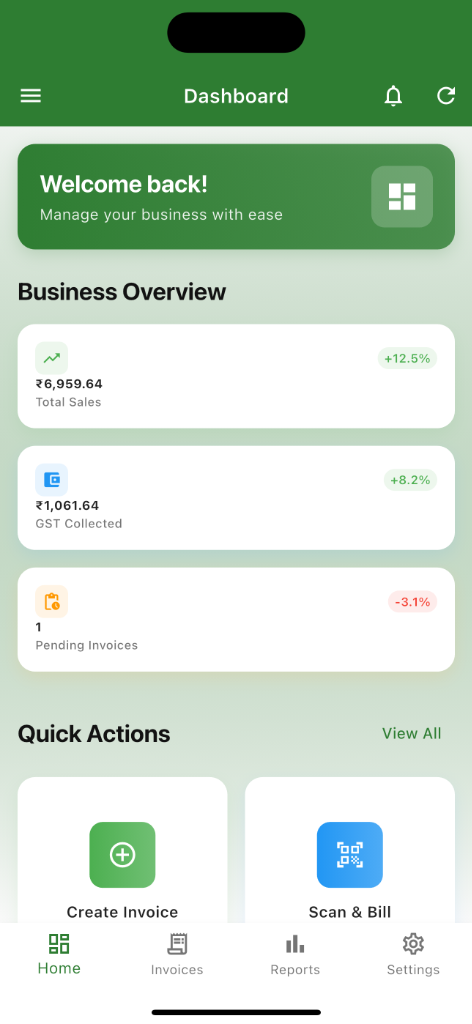 Dashboard
Welcome back!
Manage your business with ease
Business Overview
+12.5%
₹6,959.64
Total Sales
+8.2%
₹1,061.64
GST Collected
-3.1%
1
Pending Invoices
Quick Actions
View All
Create Invoice
Scan & Bill
Home
Invoices
Reports
Settings